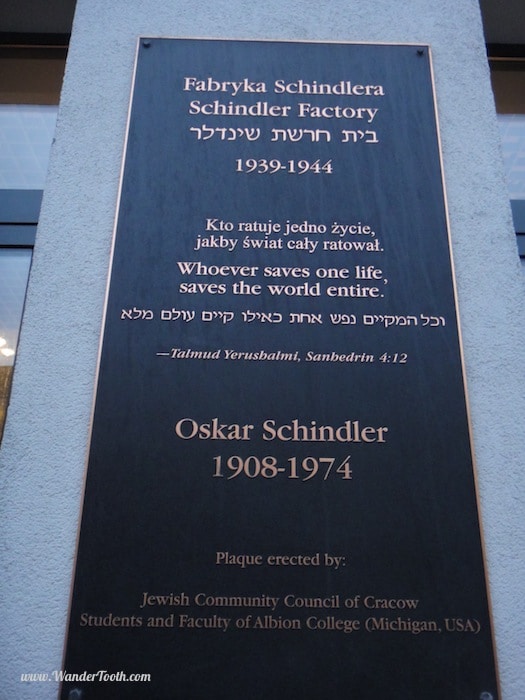 Fabryka Schindlera
Schindler Factory
בית חרשת שינדלר
1939-1944
Kto ratuje jedno życie,
jakby świat cały ratował.
Whoever saves one life,
saves the world entire.
וכל המקיים נפש אחת כאילו קיים עולם מלא
—Talmud Yerushalmi, Sanhedrin 4:12
Oskar Schindler
1908-1974
Plaque erected by:
Jewish Community Council of Cracow
Students and Faculty of Albion College (Michigan, USA)
www.WanderTooth.com